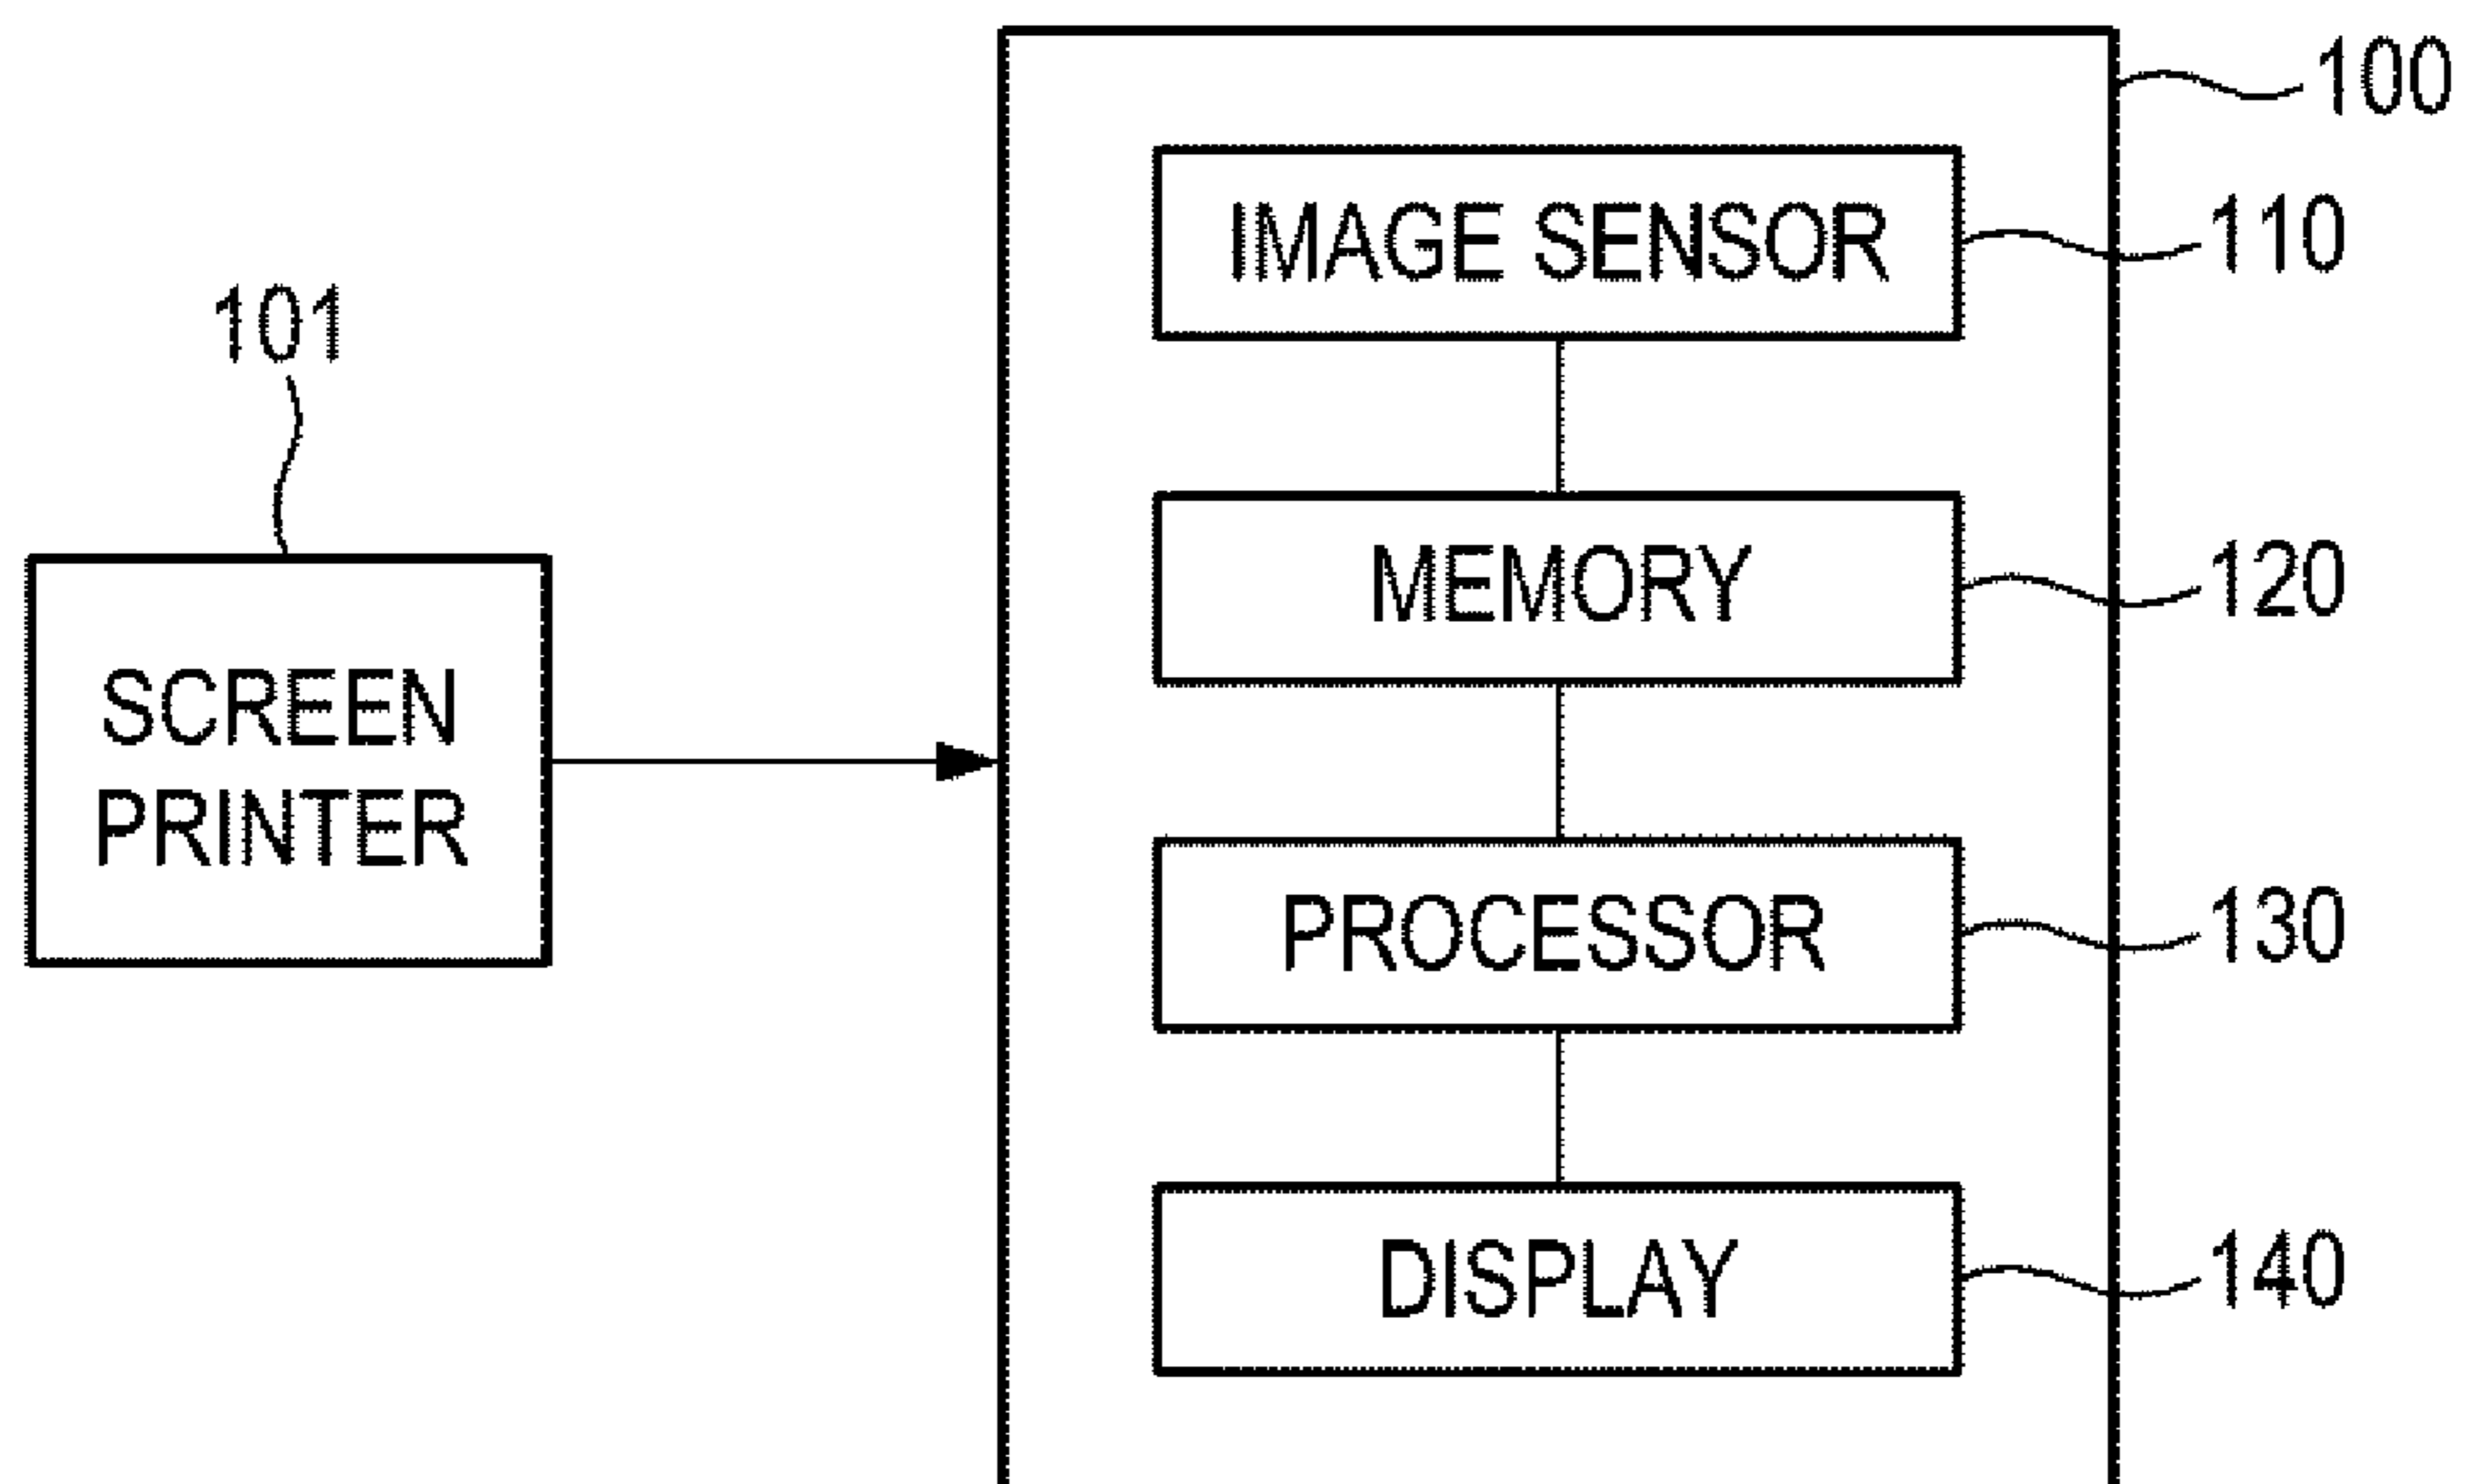 100
IMAGE SENSOR 110
101
MEMORY 120
SCREEN
PRINTER
PROCESSOR 130
DISPLAY 140